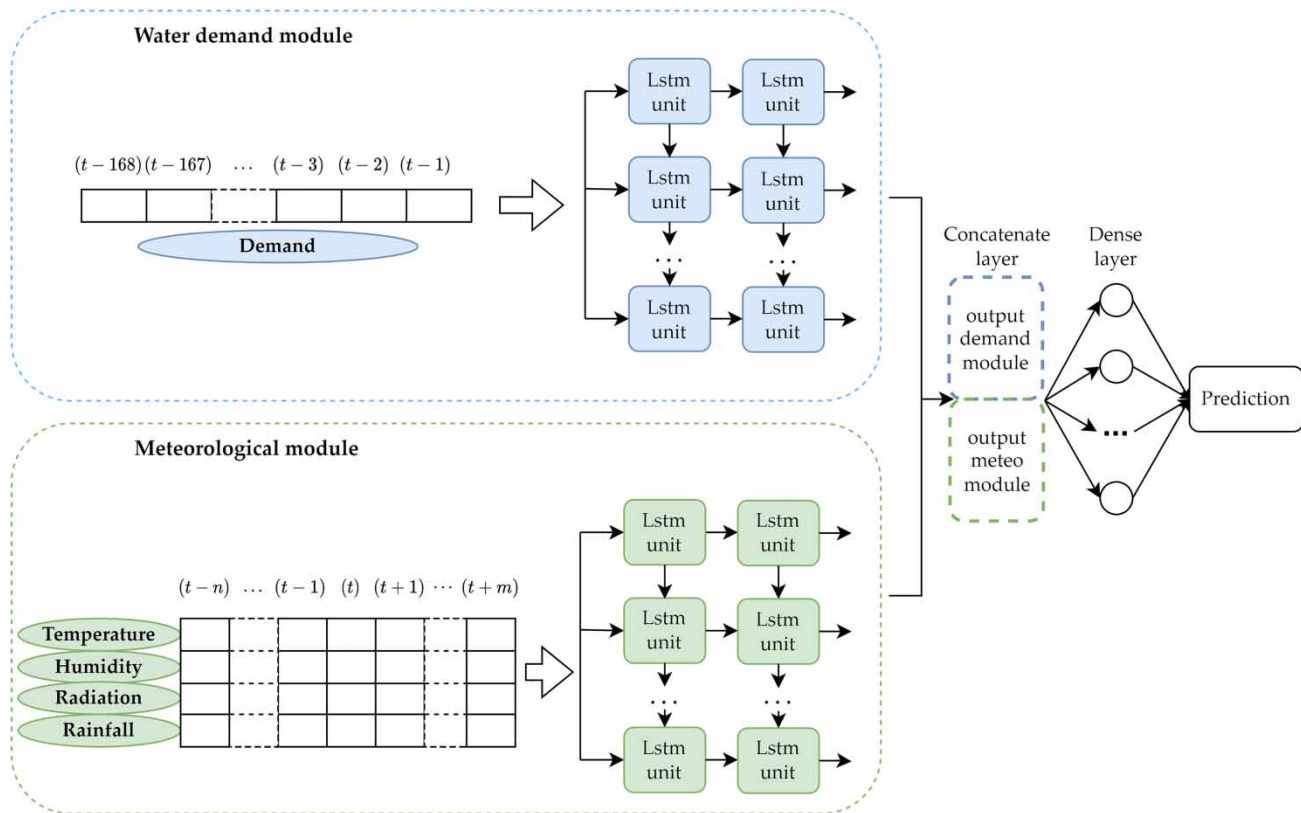 Water demand module
(t − 168)(t − 167) ... (t − 3) (t − 2) (t − 1)
Demand
Lstm unit
Lstm unit
Lstm unit
Lstm unit
...
...
Lstm unit
Lstm unit
Meteorological module
(t − n) ... (t − 1) (t) (t + 1) ... (t + m)
Temperature
Humidity
Radiation
Rainfall
Lstm unit
Lstm unit
Lstm unit
Lstm unit
...
...
Lstm unit
Lstm unit
Concatenate
layer
output
demand
module
output
meteo
module
Dense
layer
...
Prediction